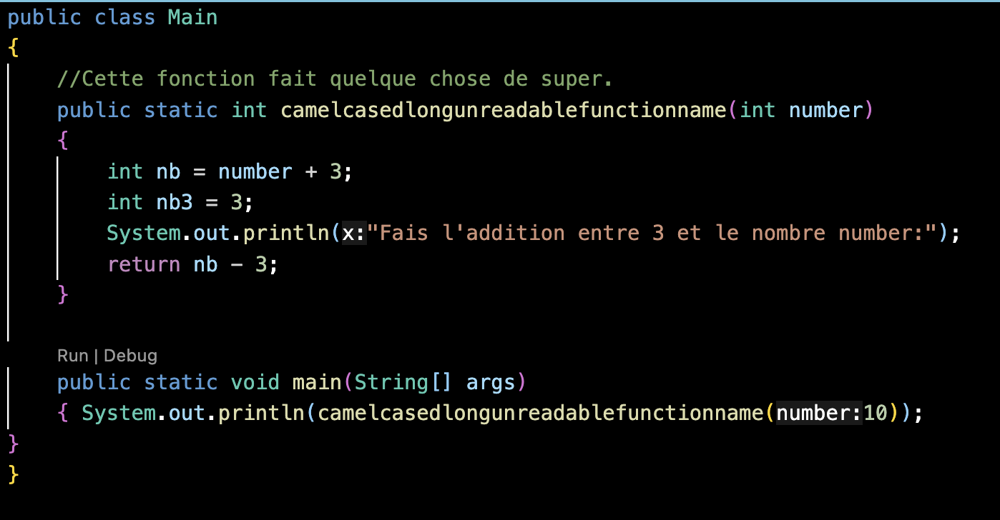 public class Main
{
//Cette fonction fait quelque chose de super.
public static int camelcasedlongunreadablefunctionname(int number)
{
int nb = number + 3;
int nb3 = 3;
System.out.println(x:"Fais l'addition entre 3 et le nombre number:");
return nb - 3;
}
Run | Debug
public static void main(String[] args)
{ System.out.println(camelcasedlongunreadablefunctionname(number:10));
}
}